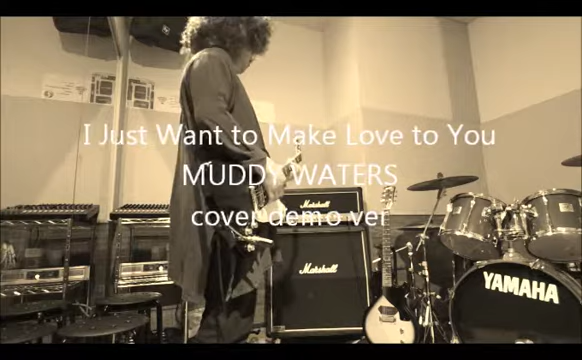 I Just Want to Make Love to You
MUDDY WATERS
cover demo ver
Marshall
Marshall
YAMAHA